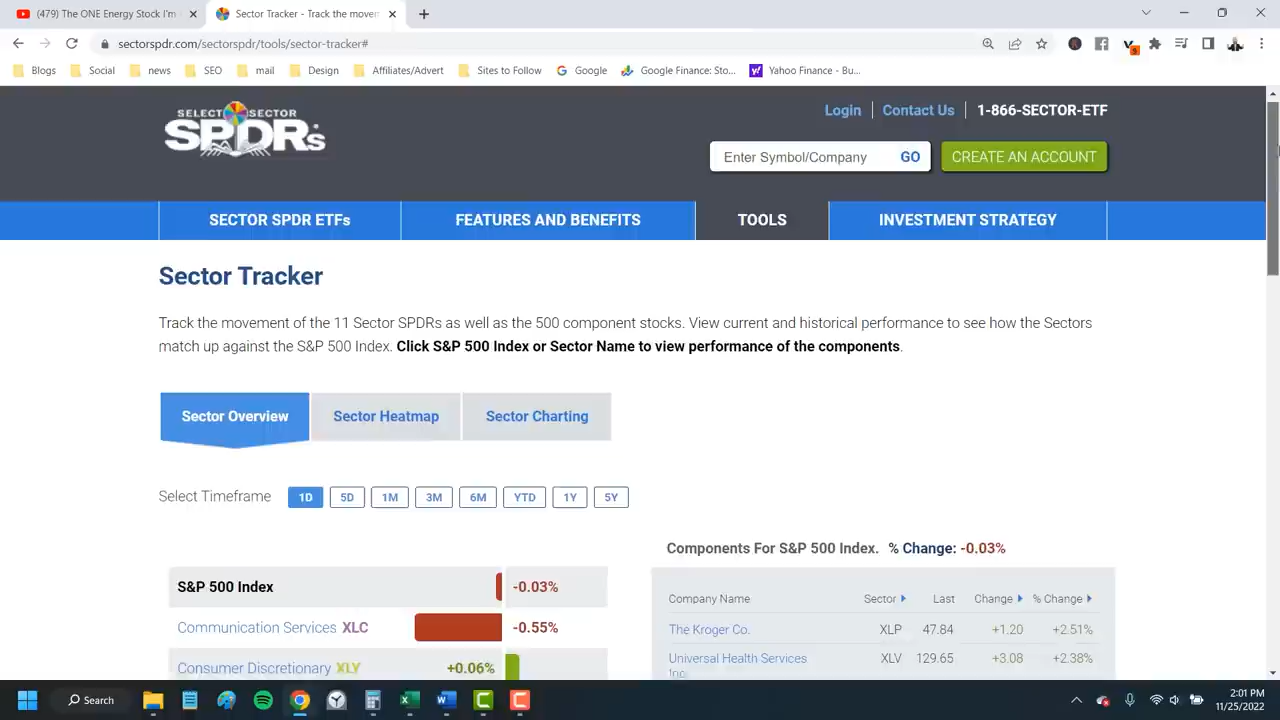 (479) The ONE Energy Stock I'm
Sector Tracker - Track the movem
sectorspdr.com/sectorspdr/tools/sector-tracker#
Blogs
Social
news
SEO
mail
Design
Affiliates/Advert
Sites to Follow
Google
Google Finance: Sto...
Yahoo Finance - Bu...
SELECT SECTOR
SPDRs
Login
Contact Us
1-866-SECTOR-ETF
Enter Symbol/Company
GO
CREATE AN ACCOUNT
SECTOR SPDR ETFs
FEATURES AND BENEFITS
TOOLS
INVESTMENT STRATEGY
Sector Tracker
Track the movement of the 11 Sector SPDRs as well as the 500 component stocks. View current and historical performance to see how the Sectors
match up against the S&P 500 Index. Click S&P 500 Index or Sector Name to view performance of the components.
Sector Overview
Sector Heatmap
Sector Charting
Select Timeframe
1D
5D
1M
3M
6M
YTD
1Y
5Y
Components For S&P 500 Index. % Change: -0.03%
S&P 500 Index -0.03%
Communication Services XLC -0.55%
Consumer Discretionary XLY +0.06%
Company Name Sector Last Change % Change
The Kroger Co. XLP 47.84 +1.20 +2.51%
Universal Health Services XLV 129.65 +3.08 +2.38%
Inc.
Search
2:01 PM
11/25/2022